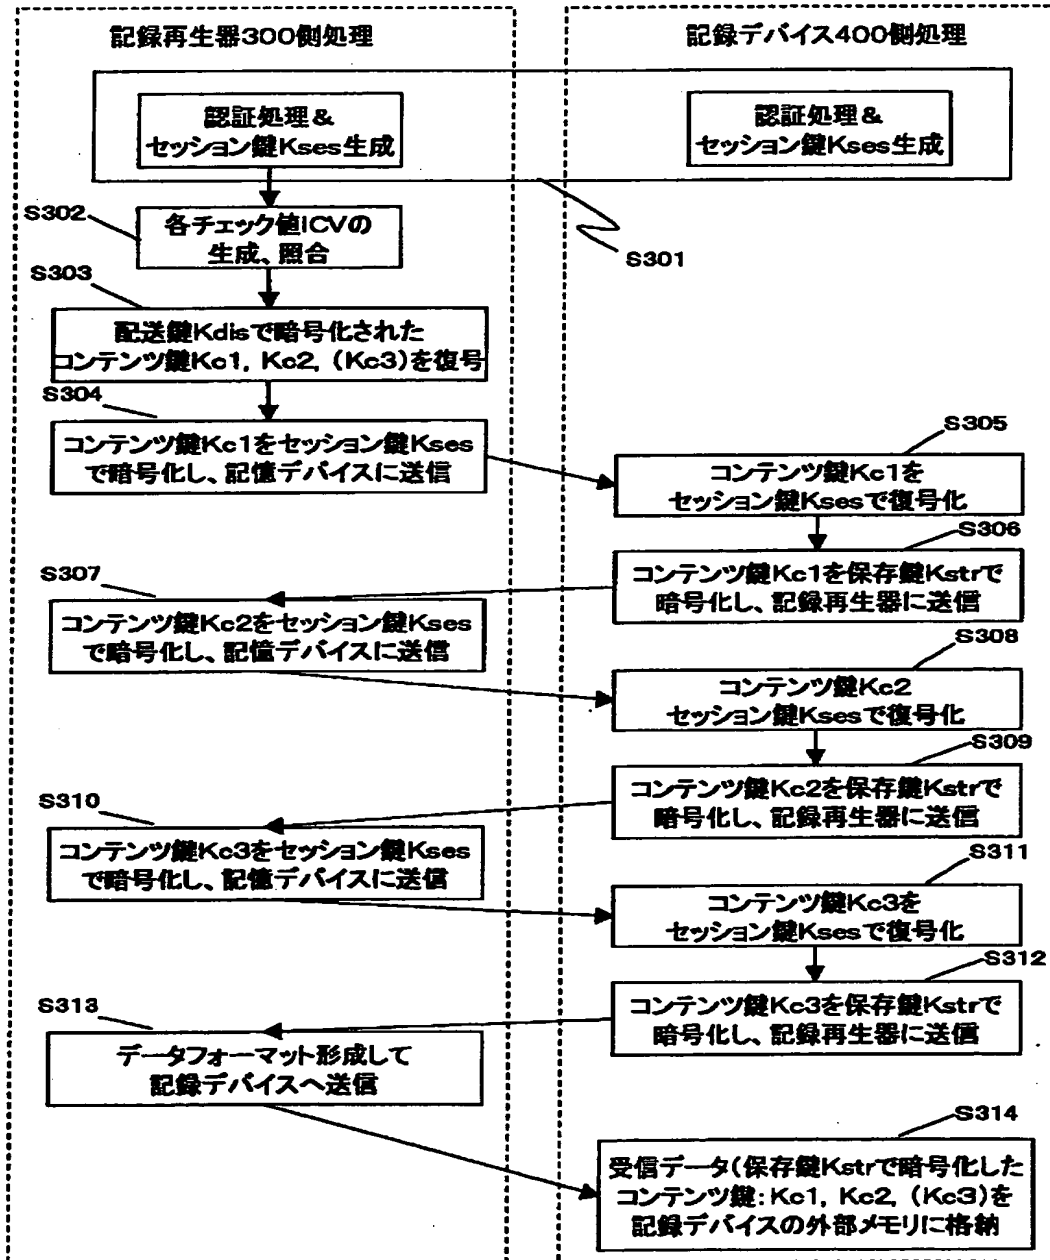 記録再生器300側処理
記録デバイス400側処理
認証処理&
セッション鍵Kses生成
認証処理&
セッション鍵Kses生成
S301
S302
各チェック値ICVの
生成、照合
S303
配送鍵Kdisで暗号化された
コンテンツ鍵Kc1, Kc2, (Kc3)を復号
S304
コンテンツ鍵Kc1をセッション鍵Kses
で暗号化し、記憶デバイスに送信
S305
コンテンツ鍵Kc1を
セッション鍵Ksesで復号化
S306
コンテンツ鍵Kc1を保存鍵Kstrで
暗号化し、記録再生器に送信
S307
コンテンツ鍵Kc2をセッション鍵Kses
で暗号化し、記憶デバイスに送信
S308
コンテンツ鍵Kc2
セッション鍵Ksesで復号化
S309
コンテンツ鍵Kc2を保存鍵Kstrで
暗号化し、記録再生器に送信
S310
コンテンツ鍵Kc3をセッション鍵Kses
で暗号化し、記憶デバイスに送信
S311
コンテンツ鍵Kc3を
セッション鍵Ksesで復号化
S312
コンテンツ鍵Kc3を保存鍵Kstrで
暗号化し、記録再生器に送信
S313
データフォーマット形成して
記録デバイスへ送信
S314
受信データ(保存鍵Kstrで暗号化した
コンテンツ鍵:Kc1, Kc2, (Kc3)を
記録デバイスの外部メモリに格納